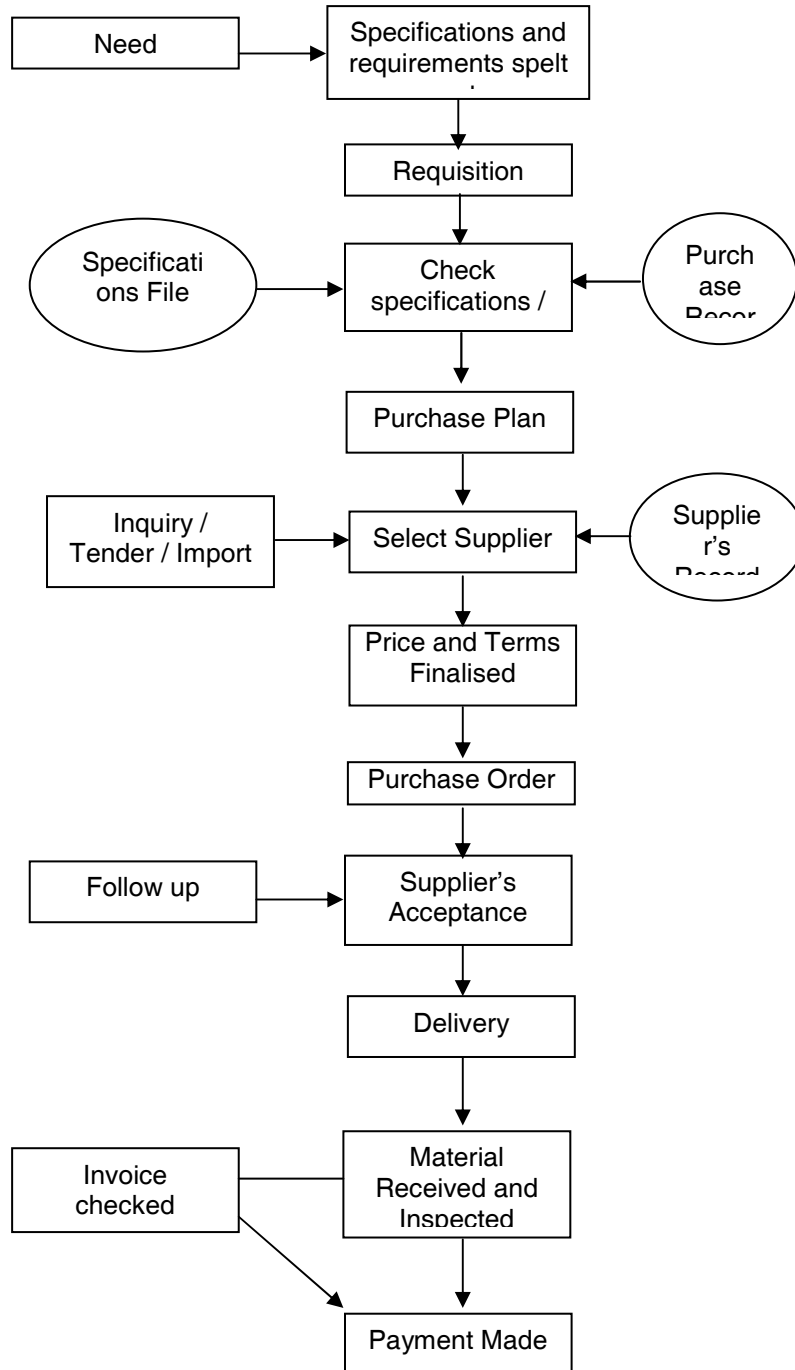 Need
Specifications and
requirements spelt
Requisition
Specificati
ons File
Check
specifications /
Purch
ase
Recor
Purchase Plan
Inquiry /
Tender / Import
Select Supplier
Supplie
r's
Record
Price and Terms
Finalised
Purchase Order
Follow up
Supplier's
Acceptance
Delivery
Invoice
checked
Material
Received and
Inspected
Payment Made